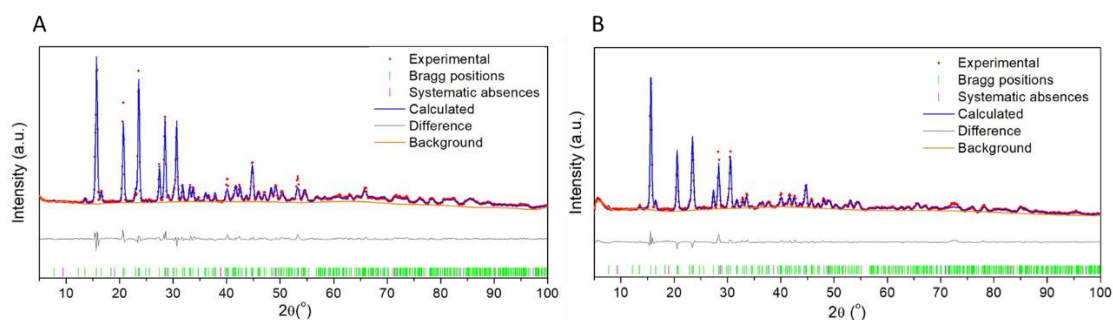 A
Intensity (a.u.)
Experimental
Bragg positions
Systematic absences
Calculated
Difference
Background
10 20 30 40 50 60 70 80 90 100
2θ(°)
B
Intensity (a.u.)
Experimental
Bragg positions
Systematic absences
Calculated
Difference
Background
10 20 30 40 50 60 70 80 90 100
2θ (°)